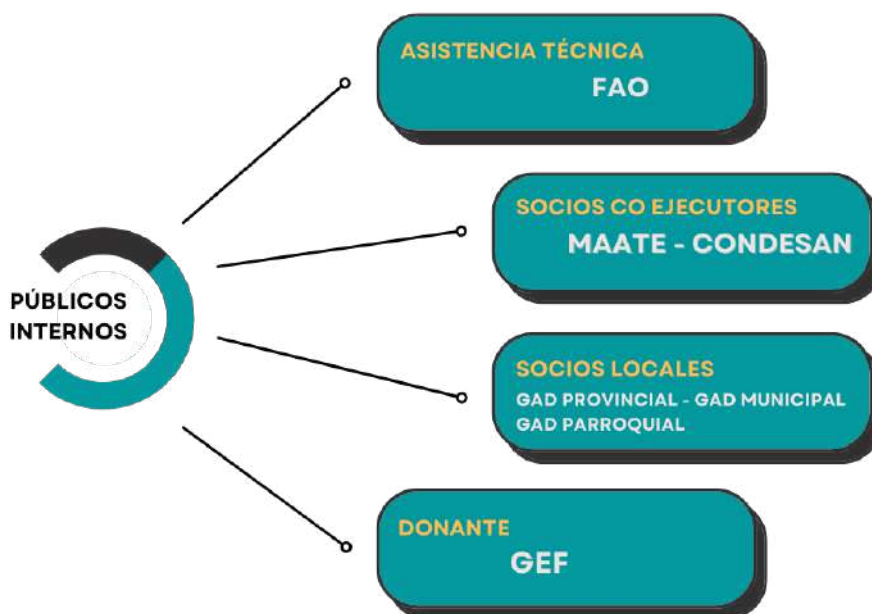 PÚBLICOS
INTERNOS
ASISTENCIA TÉCNICA
FAO
SOCIOS CO EJECUTORES
MAATE - CONDESAN
SOCIOS LOCALES
GAD PROVINCIAL - GAD MUNICIPAL
GAD PARROQUIAL
DONANTE
GEF